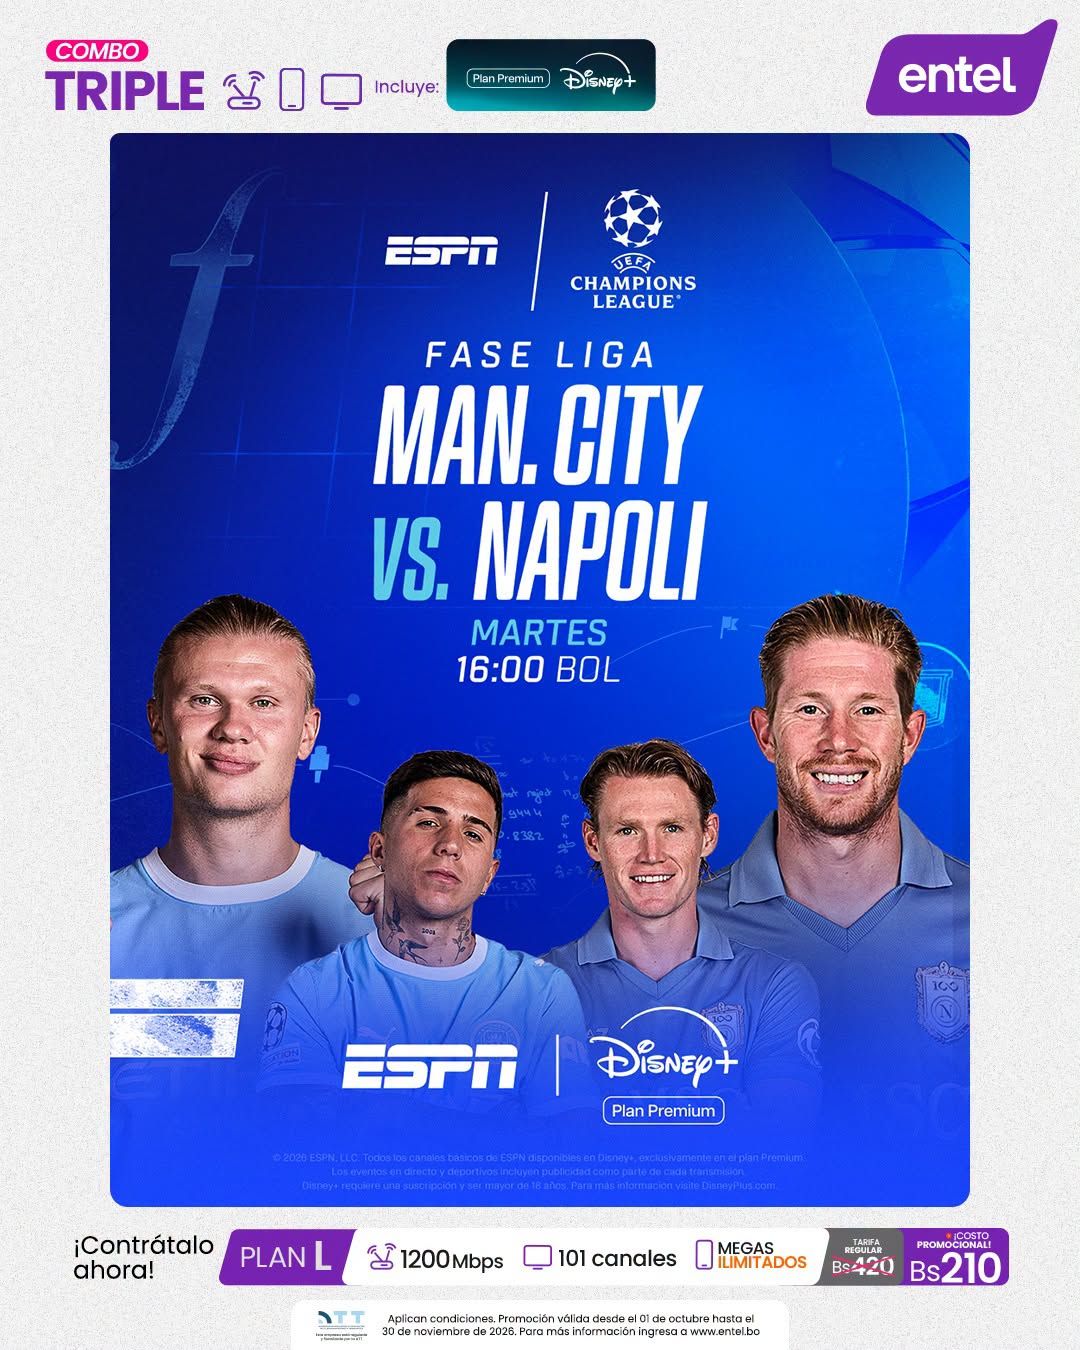 COMBO
TRIPLE
Incluye:
Plan Premium Disney+
entel
ESPN
UEFA
CHAMPIONS
LEAGUE
FASE LIGA
MAN. CITY
VS. NAPOLI
MARTES
16:00 BOL
ESPN
Disney+
Plan Premium
© 2026 ESPN, LLC. Todos los canales básicos de ESPN disponibles en Disney+, exclusivamente en el plan Premium.
Los eventos en directo y deportivos incluyen publicidad como parte de cada transmisión.
Disney+ requiere una suscripción y ser mayor de 18 años. Para más información visite DisneyPlus.com.
¡Contrátalo
ahora!
PLAN L
1200Mbps
101 canales
MEGAS
ILIMITADOS
TARIFA
REGULAR
Bs420
¡COSTO
PROMOCIONAL!
Bs210
Aplican condiciones. Promoción válida desde el 01 de octubre hasta el
30 de noviembre de 2026. Para más información ingresa a www.entel.bo